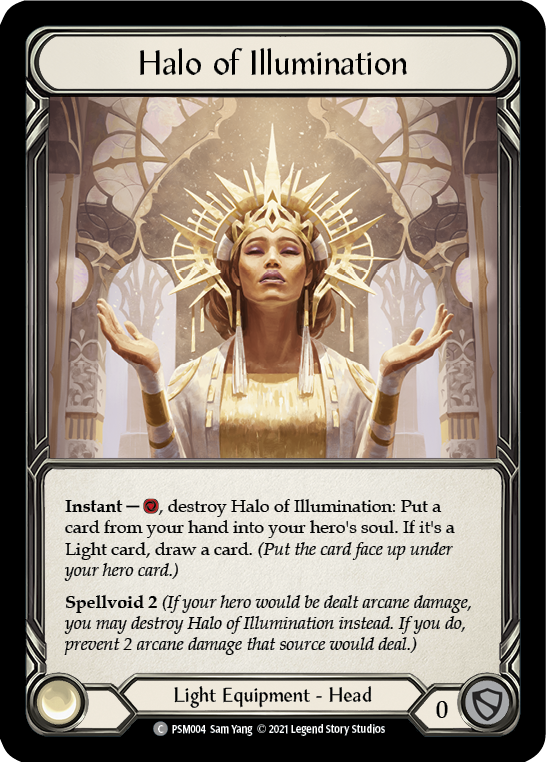 Halo of Illumination
Instant — , destroy Halo of Illumination: Put a
card from your hand into your hero's soul. If it's a
Light card, draw a card. (Put the card face up under
your hero card.)
Spellvoid 2 (If your hero would be dealt arcane damage,
you may destroy Halo of Illumination instead. If you do,
prevent 2 arcane damage that source would deal.)
Light Equipment - Head
0
C PSM004 Sam Yang © 2021 Legend Story Studios